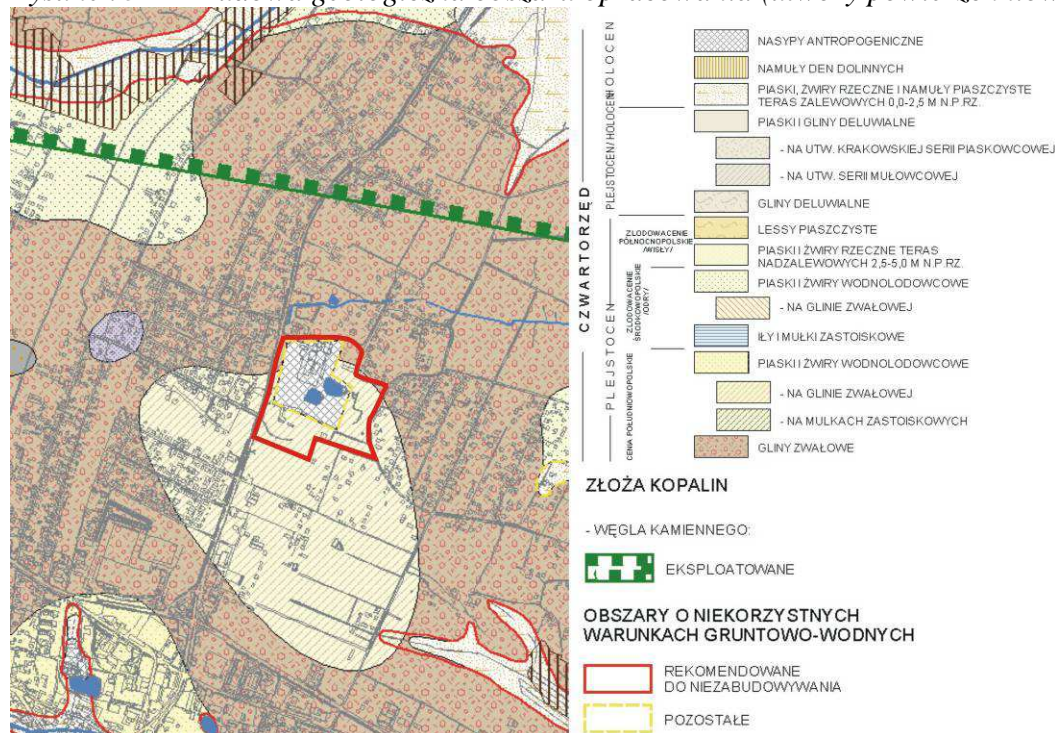 HOLOCEN
NASYPY ANTROPOGENICZNE
NAMUŁY DEN DOLINNYCH
PIASKI, ŻWIRY RZECZNE I NAMUŁY PIASZCZYSTE
TERAS ZALEWOWYCH 0,0-2,5 M N.P.RZ.
PLEJSTOCEN/HOLOCEN
PIASKI I GLINY DELUWIALNE
- NA UTW. KRAKOWSKIEJ SERII PIASKOWCOWEJ
- NA UTW. SERII MUŁOWCOWEJ
GLINY DELUWIALNE
CZWARTORZĘD
PLEJSTOCEN
ZLODOWACENIE
PÓŁNOCNOPOLSKIE
/WISŁY/
LESSY PIASZCZYSTE
PIASKI I ŻWIRY RZECZNE TERAS
NADZALEWOWYCH 2,5-5,0 M N.P.RZ.
ZLODOWACENIE
ŚRODKOWOPOLSKIE
/ODRY/
PIASKI I ŻWIRY WODNOLODOWCOWE
- NA GLINIE ZWAŁOWEJ
IŁY I MUŁKI ZASTOISKOWE
CENIA POŁUDNIOWOPOLSKIE
PIASKI I ŻWIRY WODNOLODOWCOWE
- NA GLINIE ZWAŁOWEJ
- NA MULKACH ZASTOISKOWYCH
GLINY ZWAŁOWE
ZŁOŻA KOPALIN
- WĘGLA KAMIENNEGO:
EKSPLOATOWANE
OBSZARY O NIEKORZYSTNYCH
WARUNKACH GRUNTOWO-WODNYCH
REKOMENDOWANE
DO NIEZABUDOWYWANIA
POZOSTAŁE